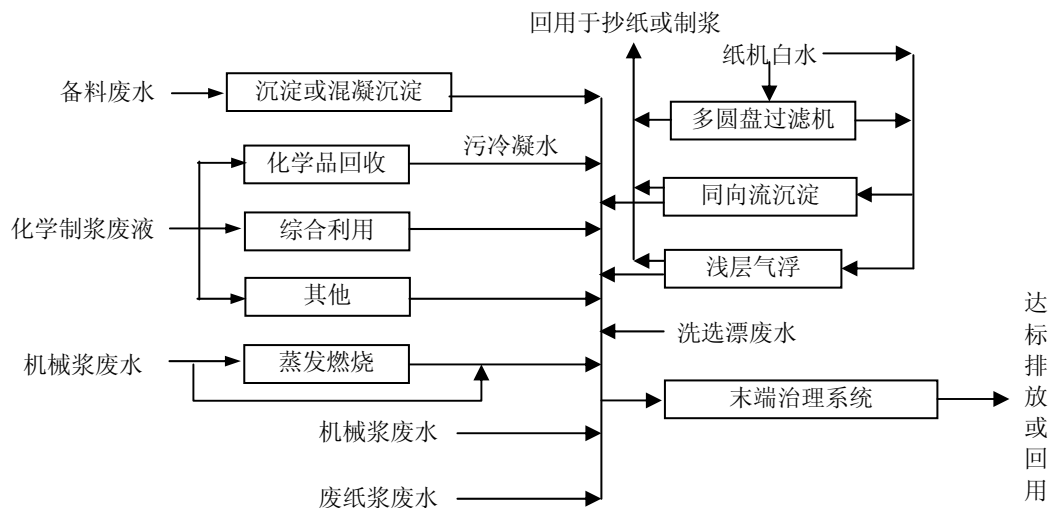 回用于抄纸或制浆
纸机白水
备料废水
沉淀或混凝沉淀
多圆盘过滤机
化学品回收
污冷凝水
同向流沉淀
化学制浆废液
综合利用
浅层气浮
其他
洗选漂废水
机械浆废水
蒸发燃烧
末端治理系统
达标排放或回用
机械浆废水
废纸浆废水